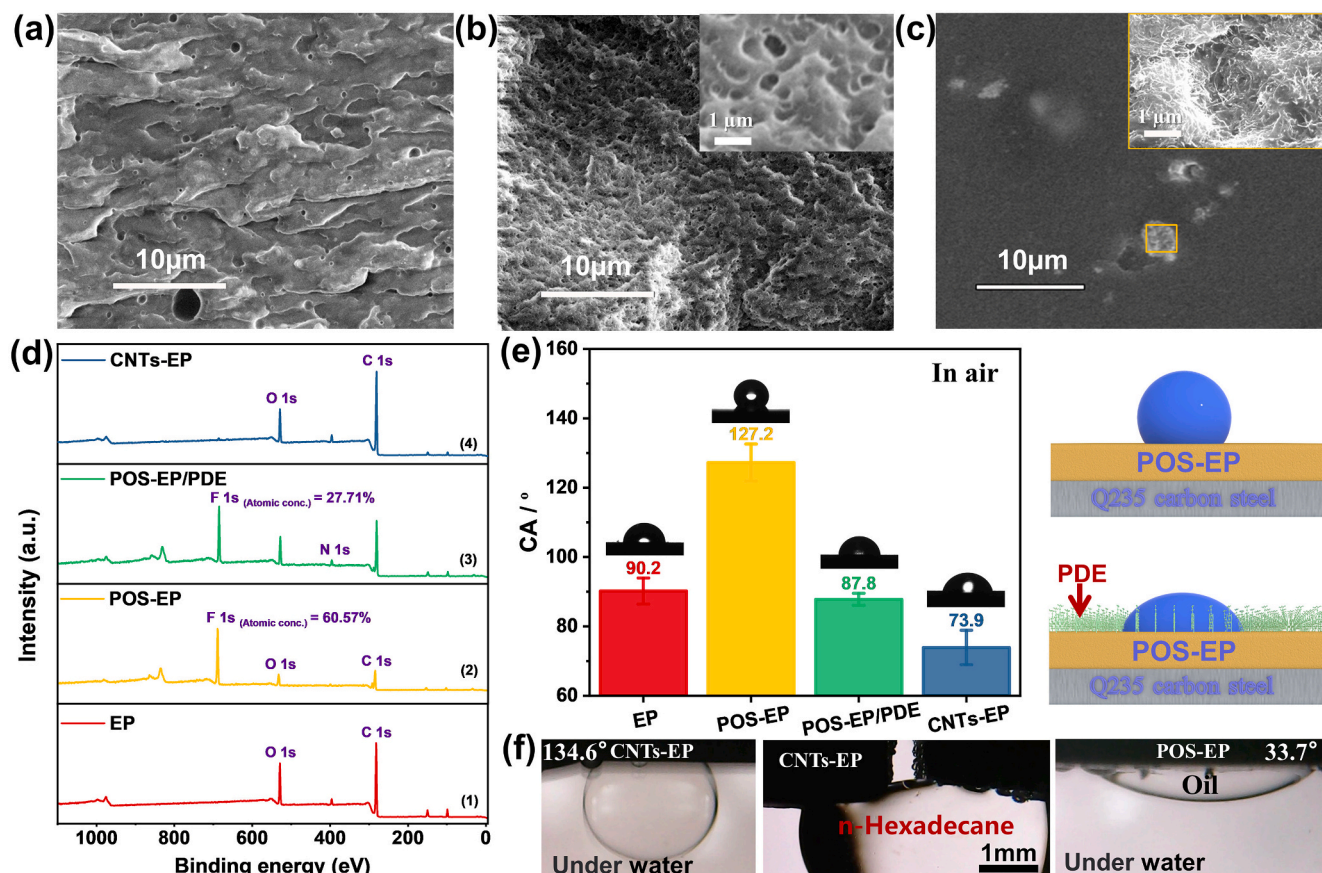 (a)
10μm
(b)
1 μm
10μm
(c)
1 μm
10μm
(d)
CNTs-EP
C 1s
O 1s
(4)
POS-EP/PDE
F 1s (Atomic conc.) = 27.71%
N 1s
(3)
POS-EP
F 1s (Atomic conc.) = 60.57%
O 1s
C 1s
(2)
EP
C 1s
O 1s
(1)
1000 800 600 400 200 0
Binding energy (eV)
Intensity (a.u.)
(e)
In air
160
140
120
100
80
60
CA / °
90.2
127.2
87.8
73.9
EP
POS-EP
POS-EP/PDE
CNTs-EP
POS-EP
Q235 carbon steel
PDE
POS-EP
Q235 carbon steel
(f)
134.6° CNTs-EP
Under water
CNTs-EP
n-Hexadecane
1mm
POS-EP 33.7°
Oil
Under water